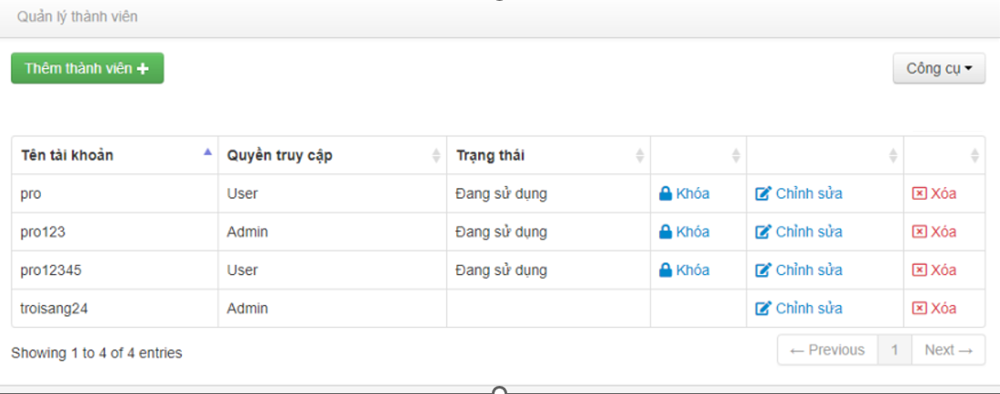 Quản lý thành viên
Thêm thành viên
Công cụ
Tên tài khoản Quyền truy cập Trạng thái
pro User Đang sử dụng Khóa Chỉnh sửa Xóa
pro123 Admin Đang sử dụng Khóa Chỉnh sửa Xóa
pro12345 User Đang sử dụng Khóa Chỉnh sửa Xóa
troisang24 Admin Chỉnh sửa Xóa
Showing 1 to 4 of 4 entries
← Previous 1 Next →